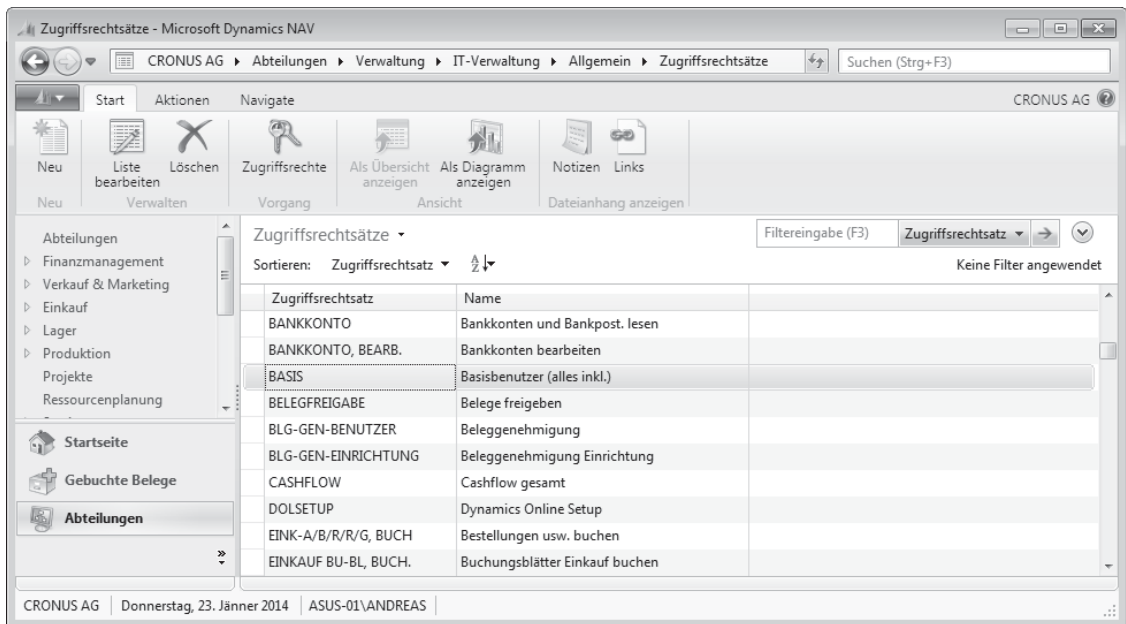 Zugriffsrechtsätze - Microsoft Dynamics NAV
CRONUS AG ▸ Abteilungen ▸ Verwaltung ▸ IT-Verwaltung ▸ Allgemein ▸ Zugriffsrechtsätze
Suchen (Strg+F3)
Start Aktionen Navigate CRONUS AG
Neu
Liste bearbeiten
Löschen
Zugriffsrechte
Als Übersicht anzeigen
Als Diagramm anzeigen
Notizen
Links
Neu Verwalten Vorgang Ansicht Dateianhang anzeigen
Abteilungen
Finanzmanagement
Verkauf & Marketing
Einkauf
Lager
Produktion
Projekte
Ressourcenplanung
Startseite
Gebuchte Belege
Abteilungen
Zugriffsrechtsätze
Filtereingabe (F3) Zugriffsrechtsatz
Sortieren: Zugriffsrechtsatz
Keine Filter angewendet
Zugriffsrechtsatz Name
BANKKONTO Bankkonten und Bankpost. lesen
BANKKONTO, BEARB. Bankkonten bearbeiten
BASIS Basisbenutzer (alles inkl.)
BELEGFREIGABE Belege freigeben
BLG-GEN-BENUTZER Beleggenehmigung
BLG-GEN-EINRICHTUNG Beleggenehmigung Einrichtung
CASHFLOW Cashflow gesamt
DOLSETUP Dynamics Online Setup
EINK-A/B/R/R/G, BUCH Bestellungen usw. buchen
EINKAUF BU-BL, BUCH. Buchungsblätter Einkauf buchen
CRONUS AG Donnerstag, 23. Jänner 2014 ASUS-01\ANDREAS